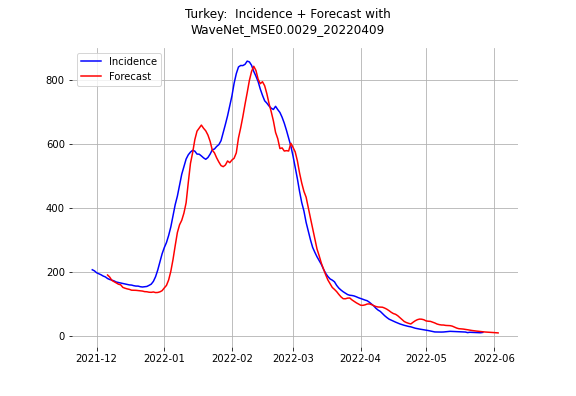 Turkey:  Incidence + Forecast with
WaveNet_MSE0.0029_20220409
Incidence
Forecast
800
600
400
200
0
2021-12 2022-01 2022-02 2022-03 2022-04 2022-05 2022-06